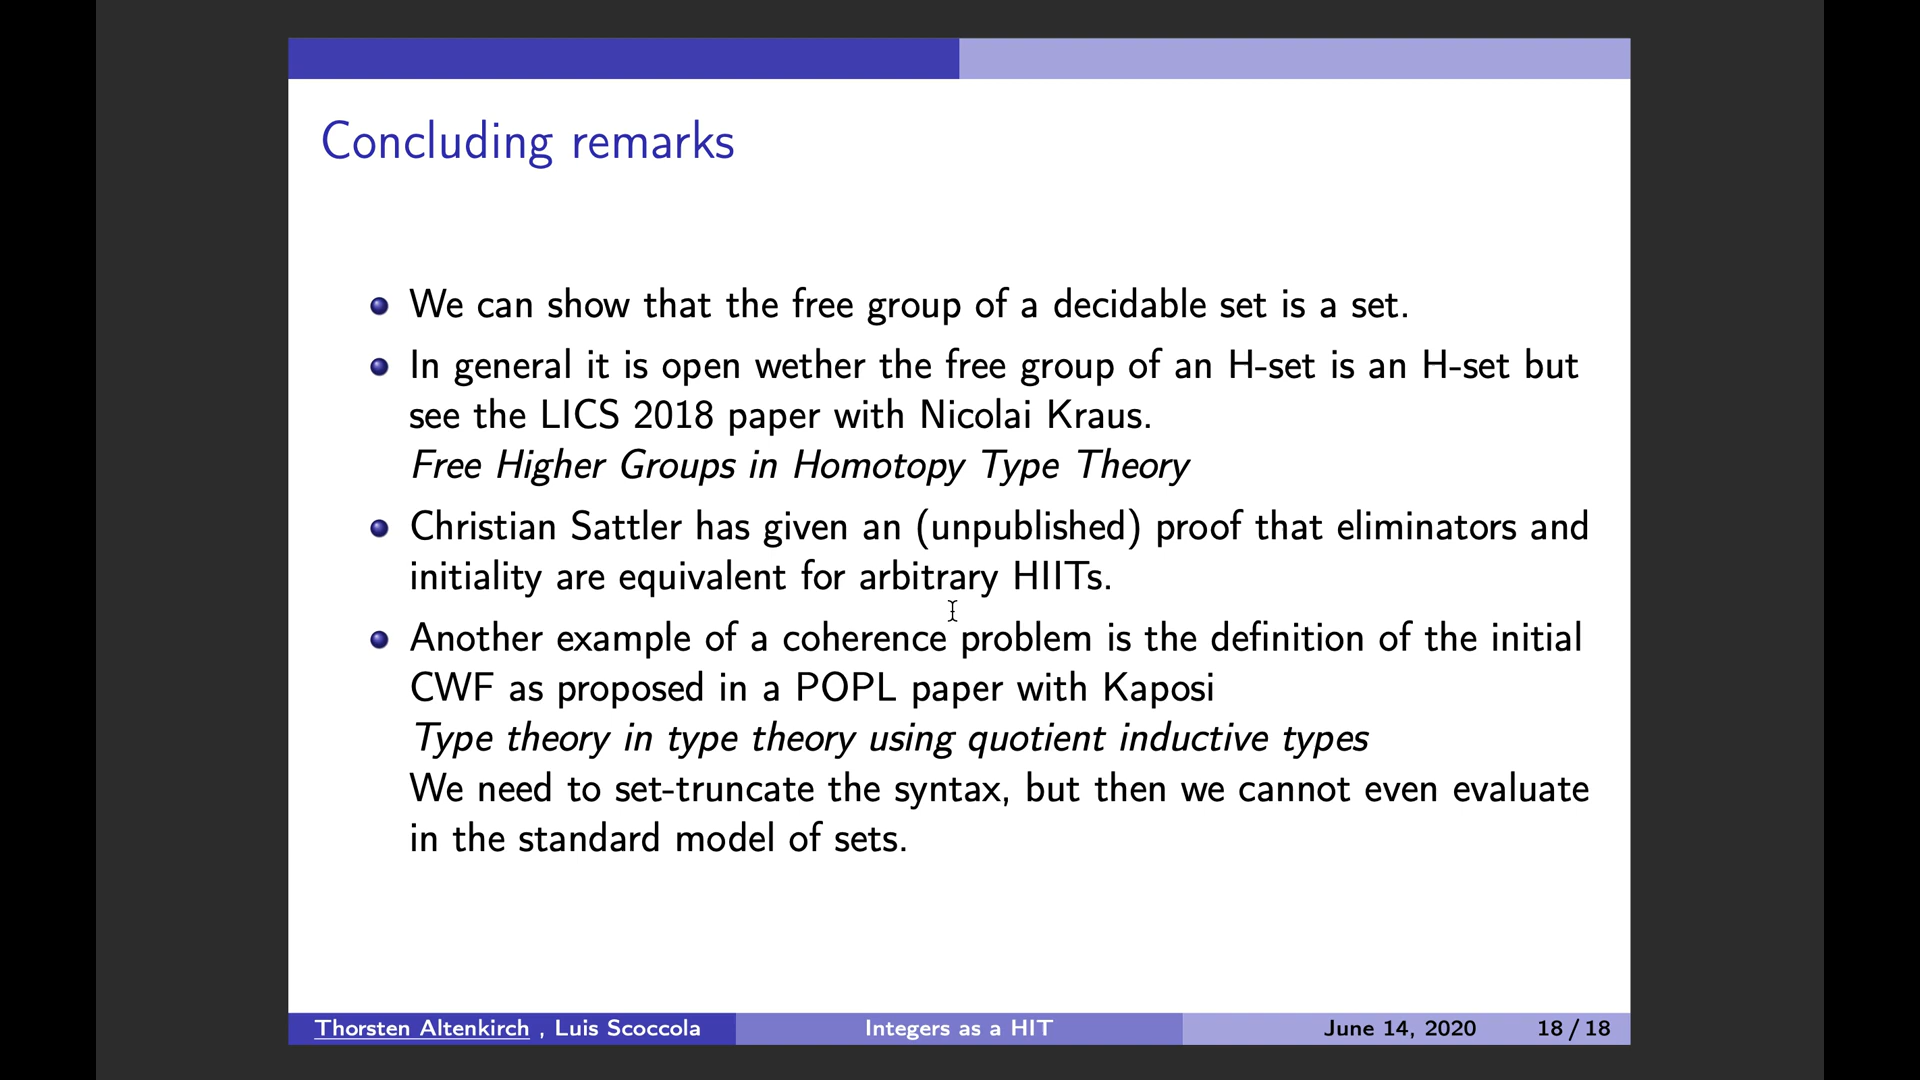 Concluding remarks
We can show that the free group of a decidable set is a set.
In general it is open wether the free group of an H-set is an H-set but
see the LICS 2018 paper with Nicolai Kraus.
Free Higher Groups in Homotopy Type Theory
Christian Sattler has given an (unpublished) proof that eliminators and
initiality are equivalent for arbitrary HIITs.
Another example of a coherence problem is the definition of the initial
CWF as proposed in a POPL paper with Kaposi
Type theory in type theory using quotient inductive types
We need to set-truncate the syntax, but then we cannot even evaluate
in the standard model of sets.
Thorsten Altenkirch , Luis Scoccola Integers as a HIT June 14, 2020 18 / 18